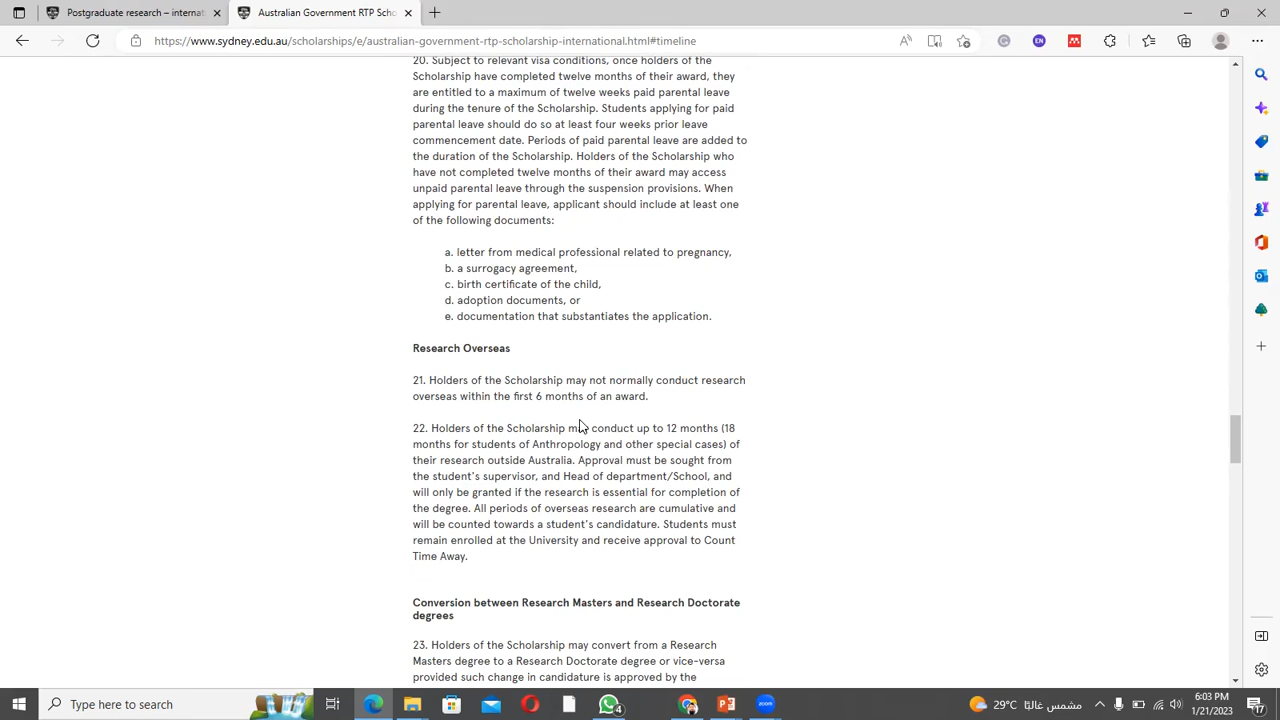 Postgraduate research – internat
Australian Government RTP Scho
https://www.sydney.edu.au/scholarships/e/australian-government-rtp-scholarship-international.html#timeline
20. Subject to relevant visa conditions, once holders of the
Scholarship have completed twelve months of their award, they
are entitled to a maximum of twelve weeks paid parental leave
during the tenure of the Scholarship. Students applying for paid
parental leave should do so at least four weeks prior leave
commencement date. Periods of paid parental leave are added to
the duration of the Scholarship. Holders of the Scholarship who
have not completed twelve months of their award may access
unpaid parental leave through the suspension provisions. When
applying for parental leave, applicant should include at least one
of the following documents:
a. letter from medical professional related to pregnancy,
b. a surrogacy agreement,
c. birth certificate of the child,
d. adoption documents, or
e. documentation that substantiates the application.
Research Overseas
21. Holders of the Scholarship may not normally conduct research
overseas within the first 6 months of an award.
22. Holders of the Scholarship may conduct up to 12 months (18
months for students of Anthropology and other special cases) of
their research outside Australia. Approval must be sought from
the student's supervisor, and Head of department/School, and
will only be granted if the research is essential for completion of
the degree. All periods of overseas research are cumulative and
will be counted towards a student's candidature. Students must
remain enrolled at the University and receive approval to Count
Time Away.
Conversion between Research Masters and Research Doctorate
degrees
23. Holders of the Scholarship may convert from a Research
Masters degree to a Research Doctorate degree or vice-versa
provided such change in candidature is approved by the
Type here to search
4
zoom
29°C مشمس غالبًا
6:03 PM
1/21/2023
17